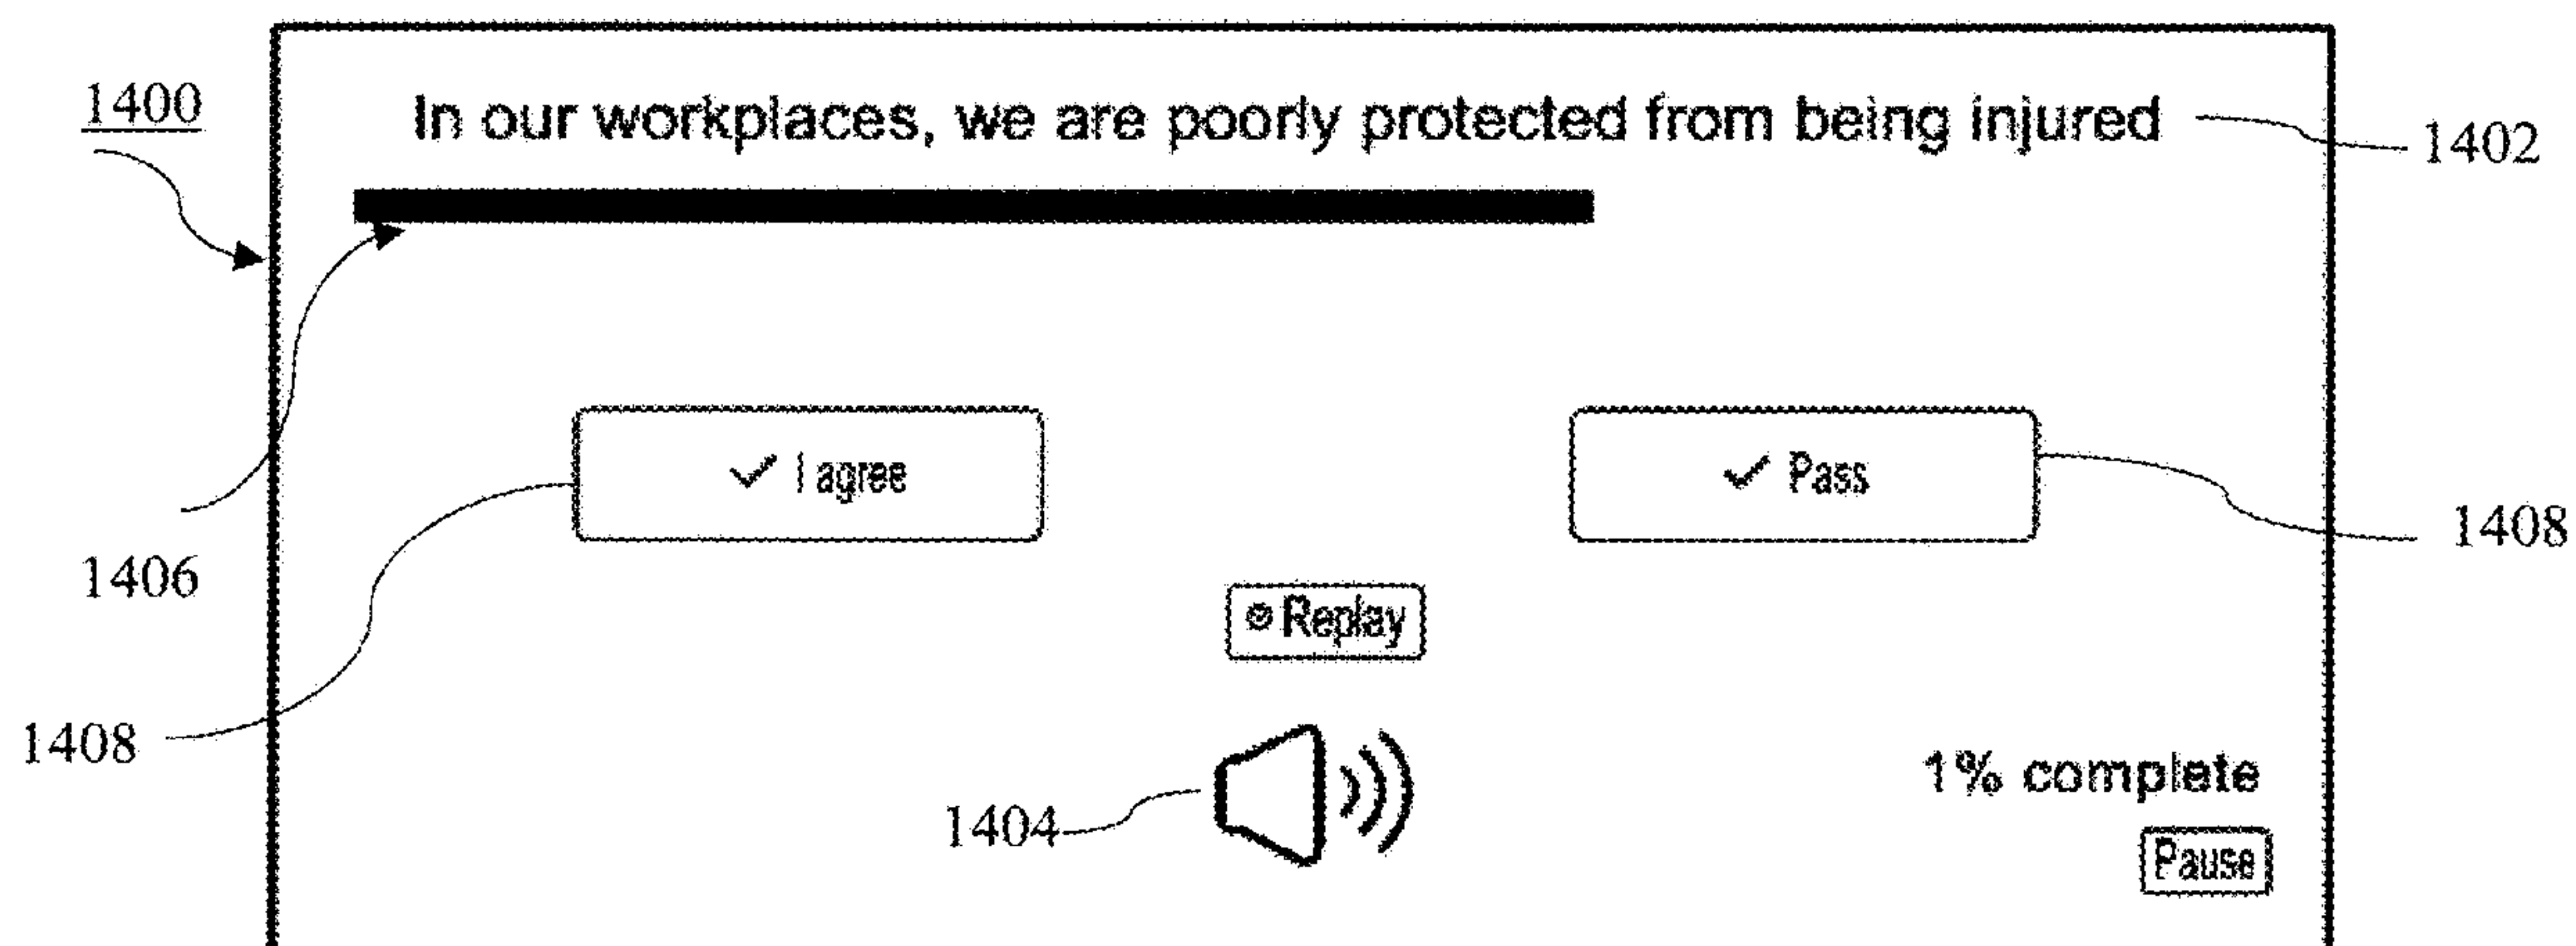 1400
In our workplaces, we are poorly protected from being injured
1402
✓ I agree
✓ Pass
1408
1406
Replay
1408
1% complete
1404
Pause